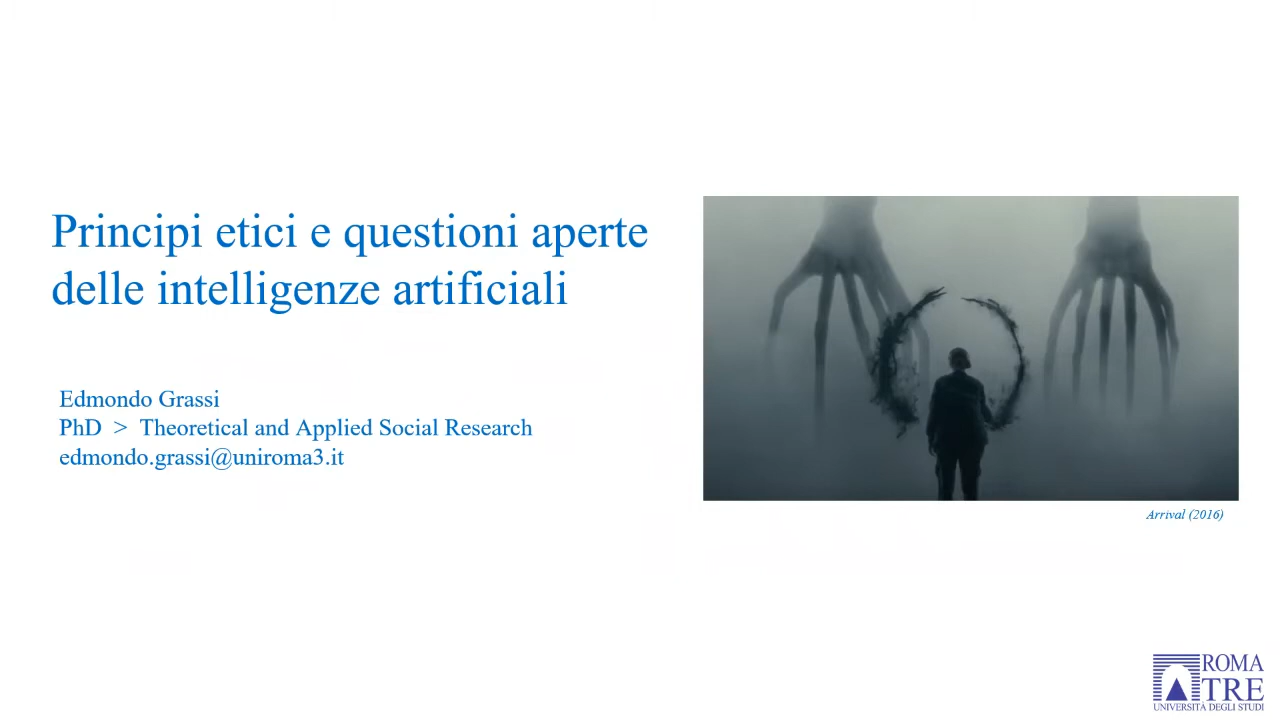 Principi etici e questioni aperte
delle intelligenze artificiali
Edmondo Grassi
PhD > Theoretical and Applied Social Research
edmondo.grassi@uniroma3.it
Arrival (2016)
ROMA
TRE
UNIVERSITÀ DEGLI STUDI